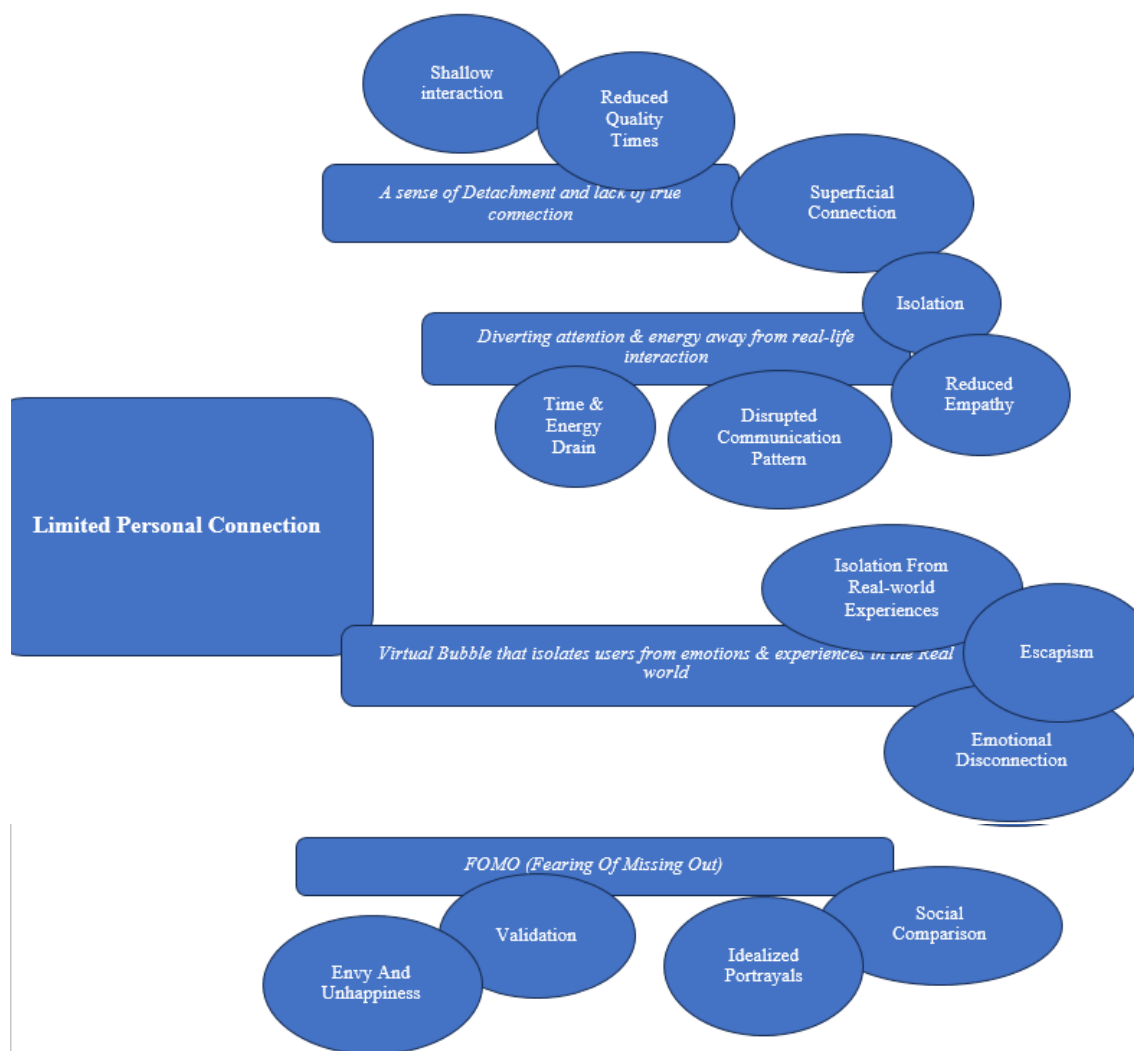 Shallow
interaction
Reduced
Quality
Times
A sense of Detachment and lack of true
connection
Superficial
Connection
Isolation
Diverting attention & energy away from real-life
interaction
Reduced
Empathy
Time &
Energy
Drain
Disrupted
Communication
Pattern
Limited Personal Connection
Isolation From
Real-world
Experiences
Virtual Bubble that isolates users from emotions & experiences in the Real
world
Escapism
Emotional
Disconnection
FOMO (Fearing Of Missing Out)
Validation
Envy And
Unhappiness
Idealized
Portrayals
Social
Comparison